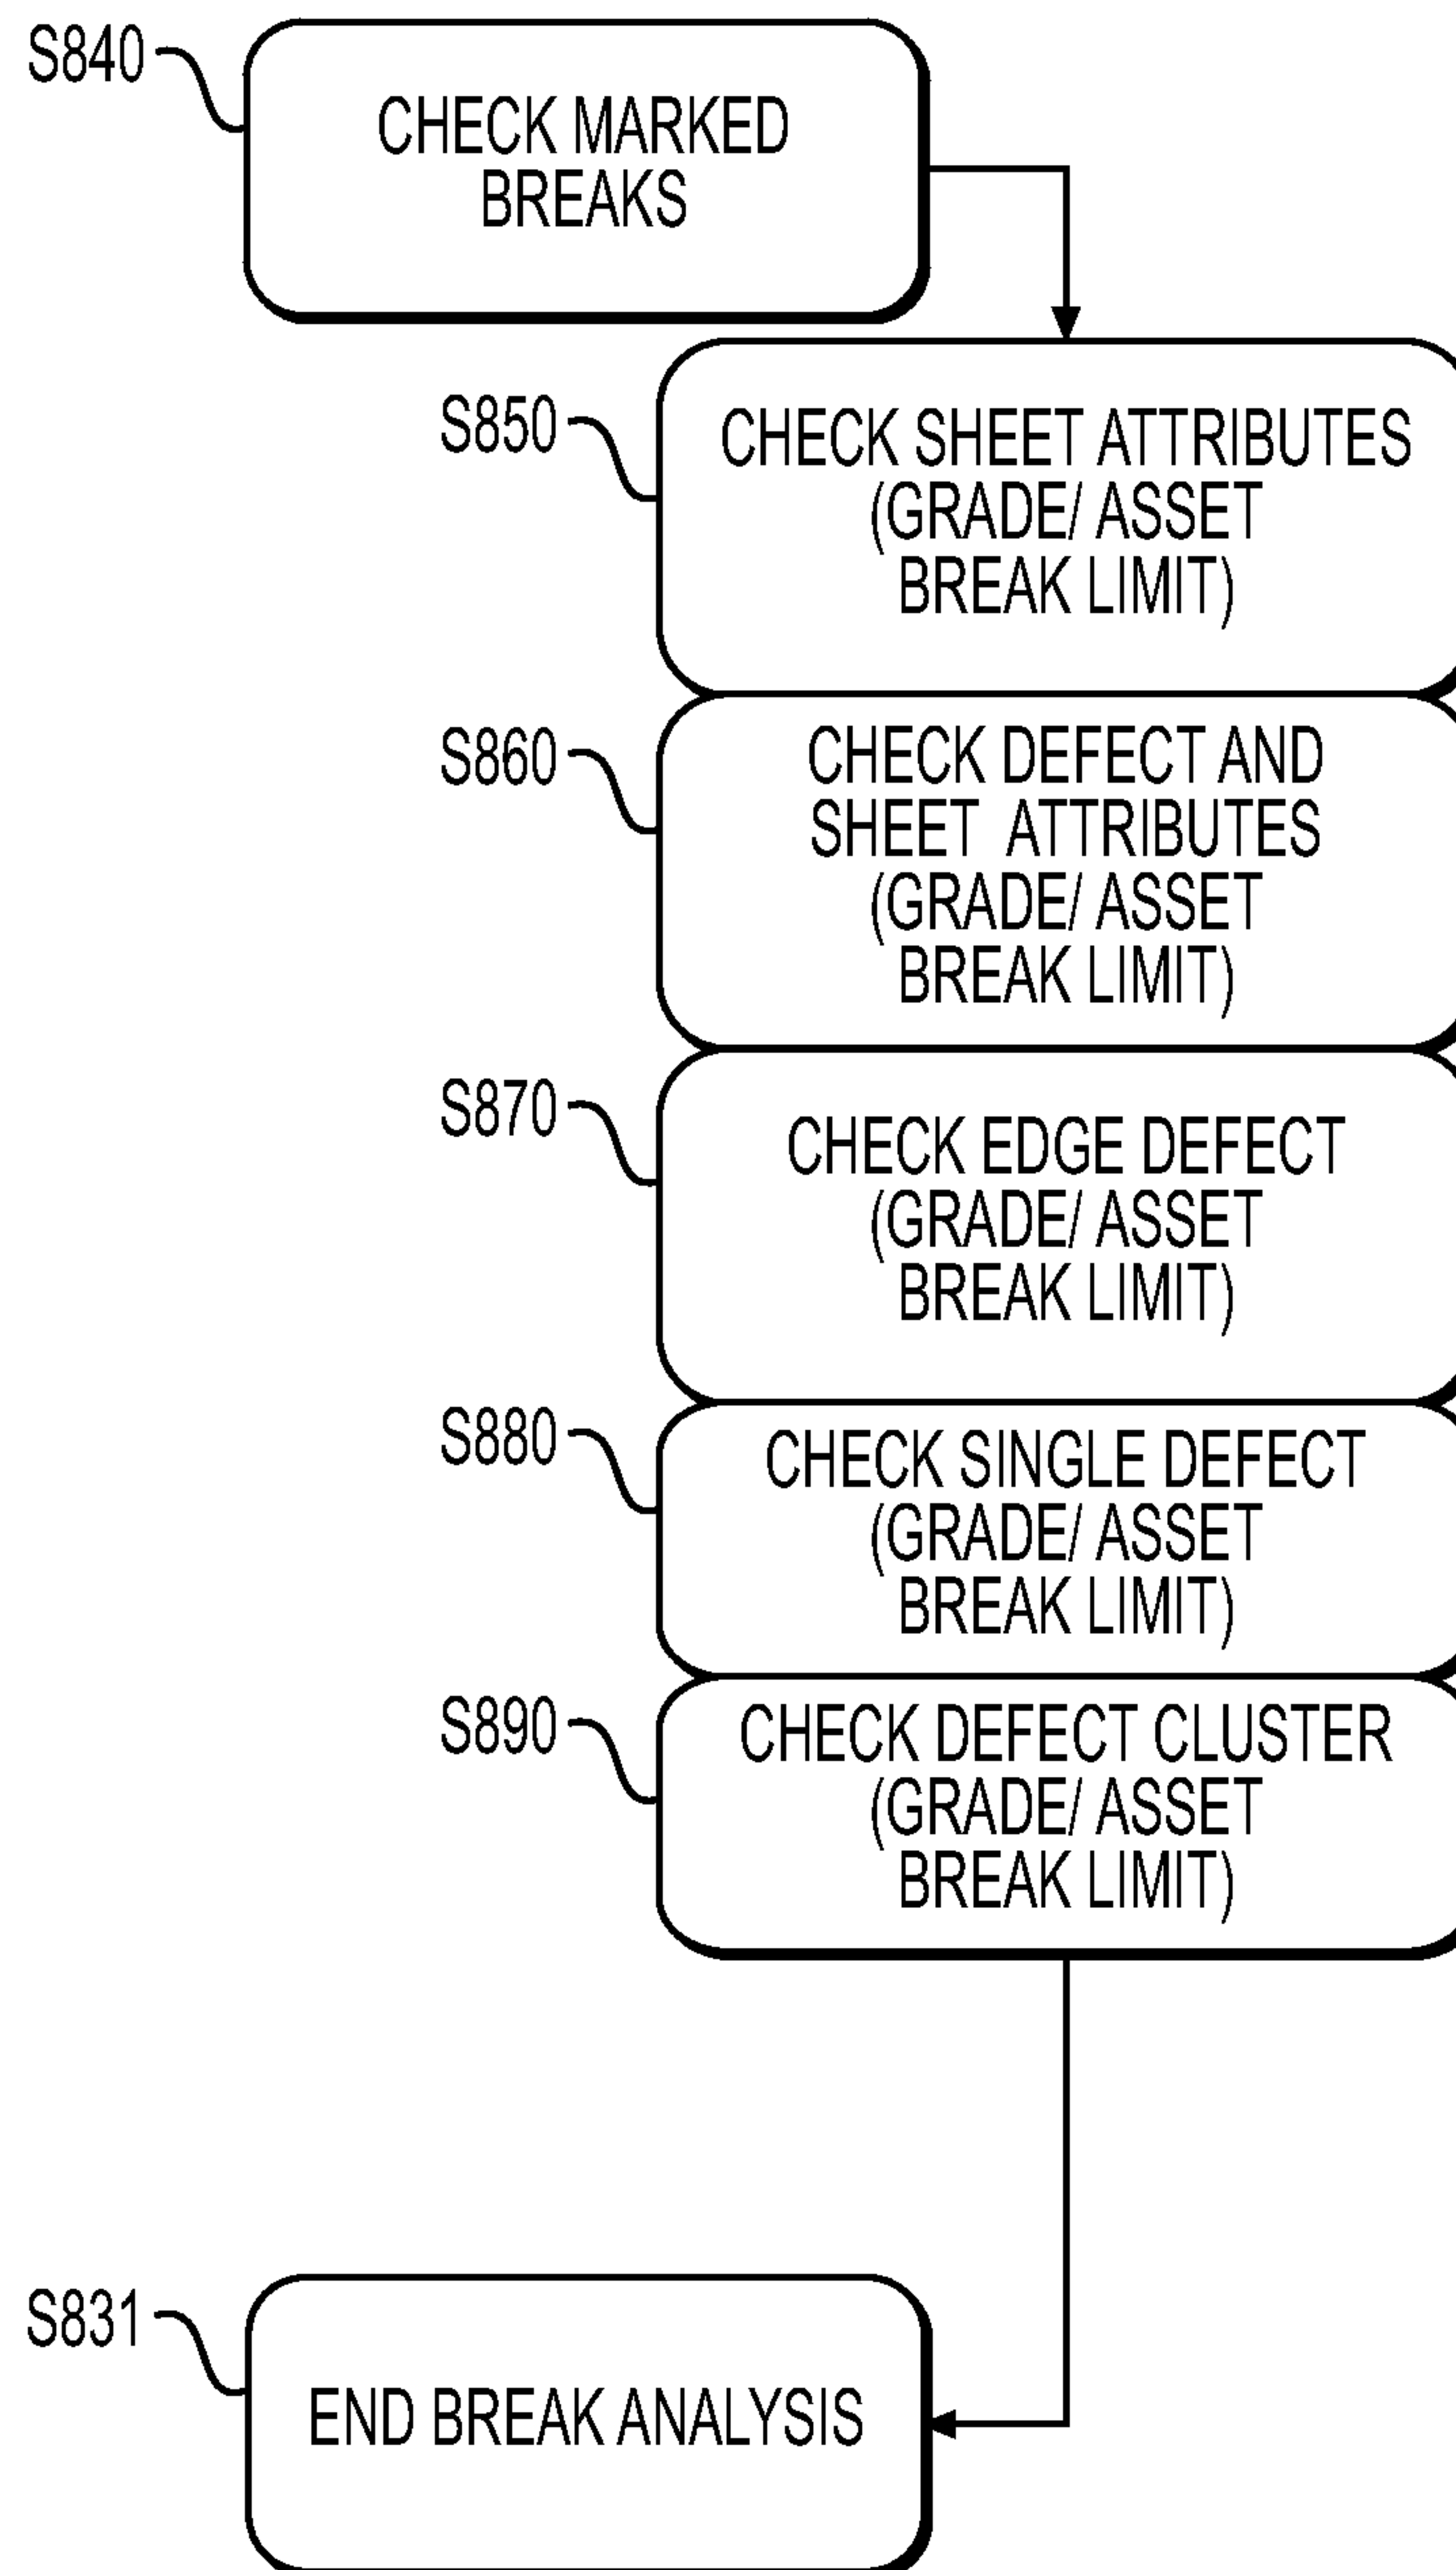 S840
CHECK MARKED
BREAKS
S850
CHECK SHEET ATTRIBUTES
(GRADE/ ASSET
BREAK LIMIT)
S860
CHECK DEFECT AND
SHEET ATTRIBUTES
(GRADE/ ASSET
BREAK LIMIT)
S870
CHECK EDGE DEFECT
(GRADE/ ASSET
BREAK LIMIT)
S880
CHECK SINGLE DEFECT
(GRADE/ ASSET
BREAK LIMIT)
S890
CHECK DEFECT CLUSTER
(GRADE/ ASSET
BREAK LIMIT)
S831
END BREAK ANALYSIS